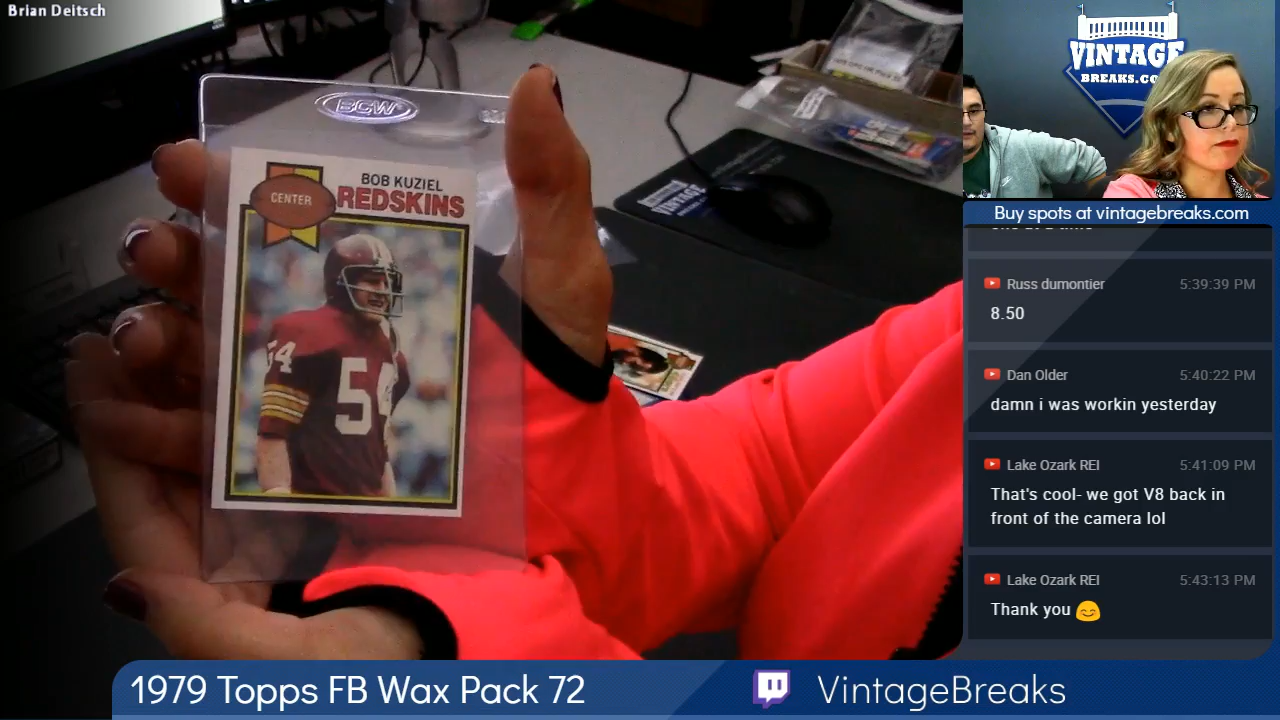 Brian Deitsch
BCW
CENTER
BOB KUZIEL
REDSKINS
54
54
VINTAGE
VINTAGE
BREAKS.CO
Buy spots at vintagebreaks.com
Russ dumontier 5:39:39 PM
8.50
Dan Older 5:40:22 PM
damn i was workin yesterday
Lake Ozark REI 5:41:09 PM
That's cool- we got V8 back in
front of the camera lol
Lake Ozark REI 5:43:13 PM
Thank you 😊
1979 Topps FB Wax Pack 72
VintageBreaks